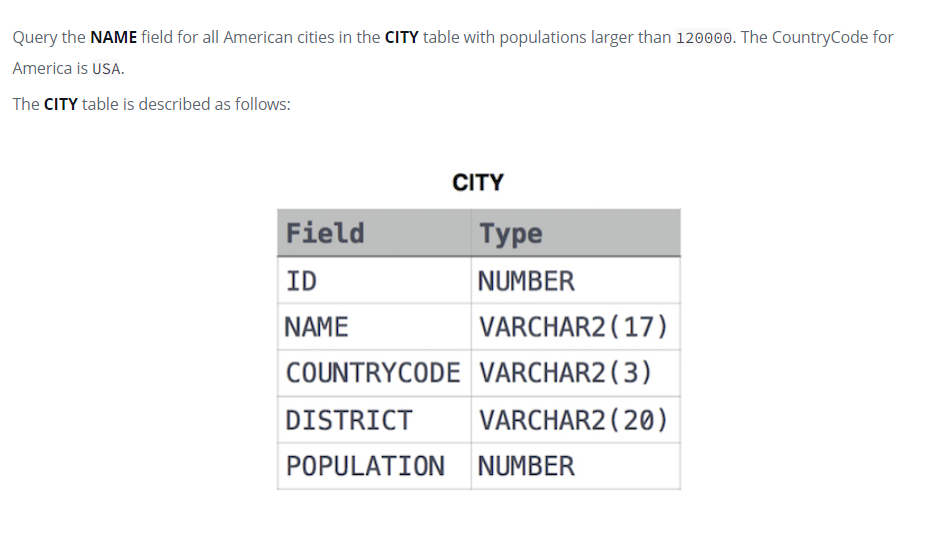 Query the NAME field for all American cities in the CITY table with populations larger than 120000. The CountryCode for
America is USA.
The CITY table is described as follows:
CITY
Field Type
ID NUMBER
NAME VARCHAR2(17)
COUNTRYCODE VARCHAR2(3)
DISTRICT VARCHAR2(20)
POPULATION NUMBER